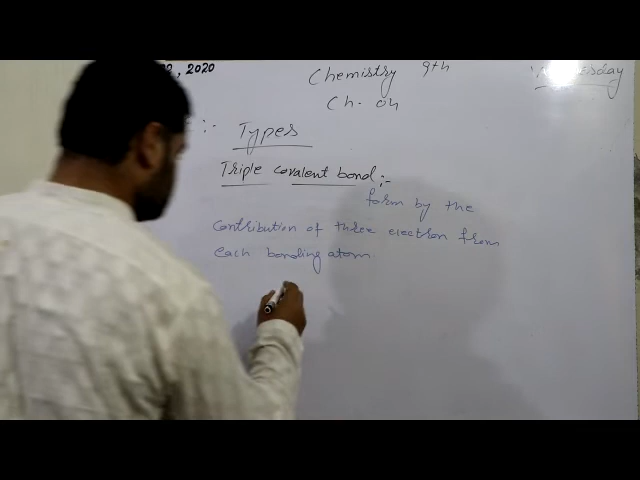 , 2020
Chemistry 9th
Ch. 04
:- Types
Triple covalent bond;-
form by the
contribution of three electron from
each bonding atom